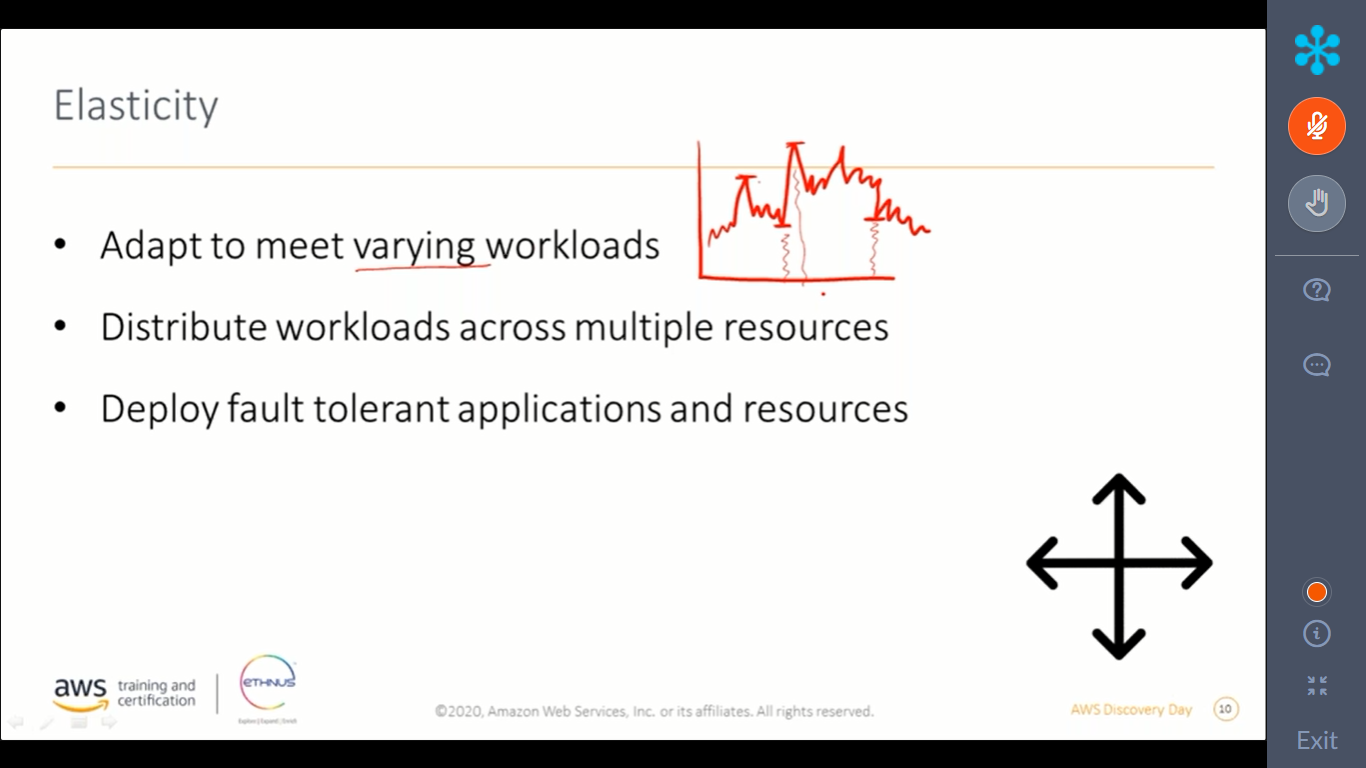 Elasticity
• Adapt to meet varying workloads
• Distribute workloads across multiple resources
• Deploy fault tolerant applications and resources
aws training and certification
ETHNUS
Explore | Expand | Enrich
©2020, Amazon Web Services, Inc. or its affiliates. All rights reserved.
AWS Discovery Day 10
Exit